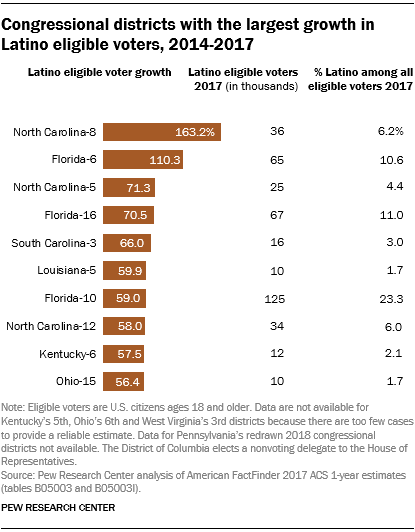 Congressional districts with the largest growth in
Latino eligible voters, 2014-2017
Latino eligible voter growth
Latino eligible voters
2017 (in thousands)
% Latino among all
eligible voters 2017
North Carolina-8 163.2% 36 6.2%
Florida-6 110.3 65 10.6
North Carolina-5 71.3 25 4.4
Florida-16 70.5 67 11.0
South Carolina-3 66.0 16 3.0
Louisiana-5 59.9 10 1.7
Florida-10 59.0 125 23.3
North Carolina-12 58.0 34 6.0
Kentucky-6 57.5 12 2.1
Ohio-15 56.4 10 1.7
Note: Eligible voters are U.S. citizens ages 18 and older. Data are not available for
Kentucky's 5th, Ohio's 6th and West Virginia's 3rd districts because there are too few cases
to provide a reliable estimate. Data for Pennsylvania's redrawn 2018 congressional
districts not available. The District of Columbia elects a nonvoting delegate to the House of
Representatives.
Source: Pew Research Center analysis of American FactFinder 2017 ACS 1-year estimates
(tables B05003 and B05003I).
PEW RESEARCH CENTER